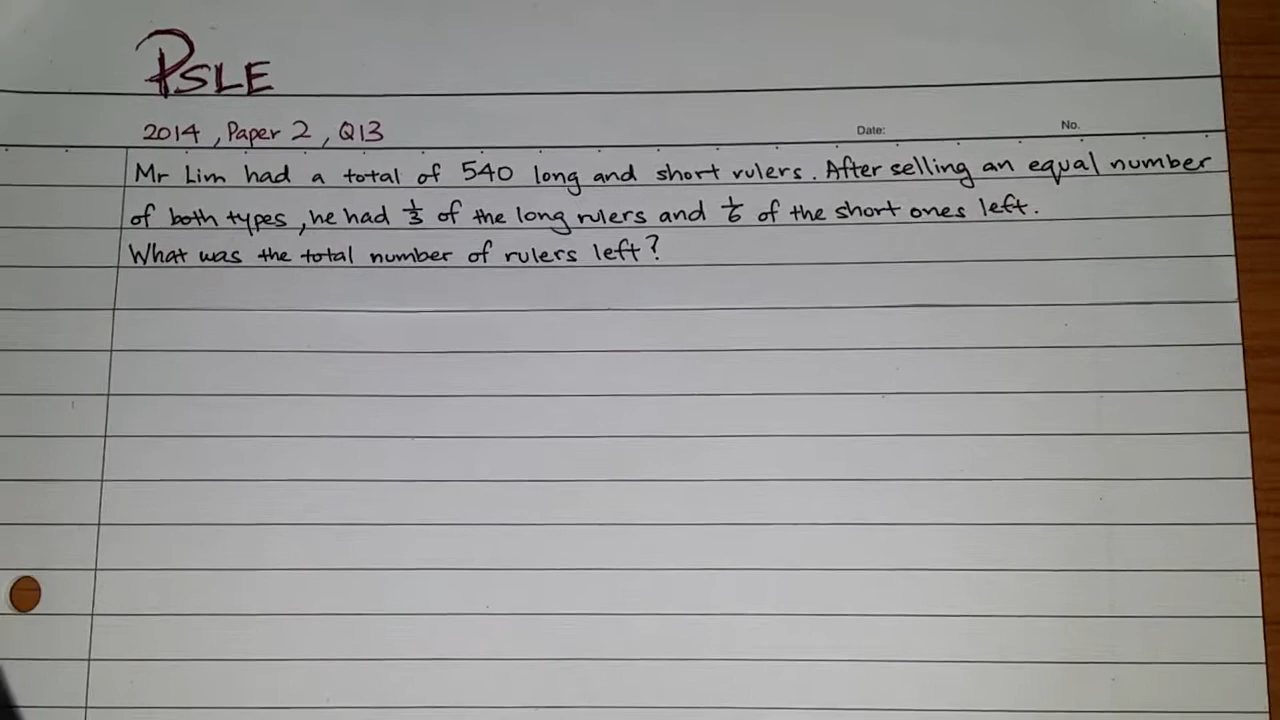 PSLE
2014, Paper 2, Q13
Date:
No.
Mr Lim had a total of 540 long and short rulers. After selling an equal number
of both types, he had 1/3 of the long rulers and 1/6 of the short ones left.
What was the total number of rulers left?